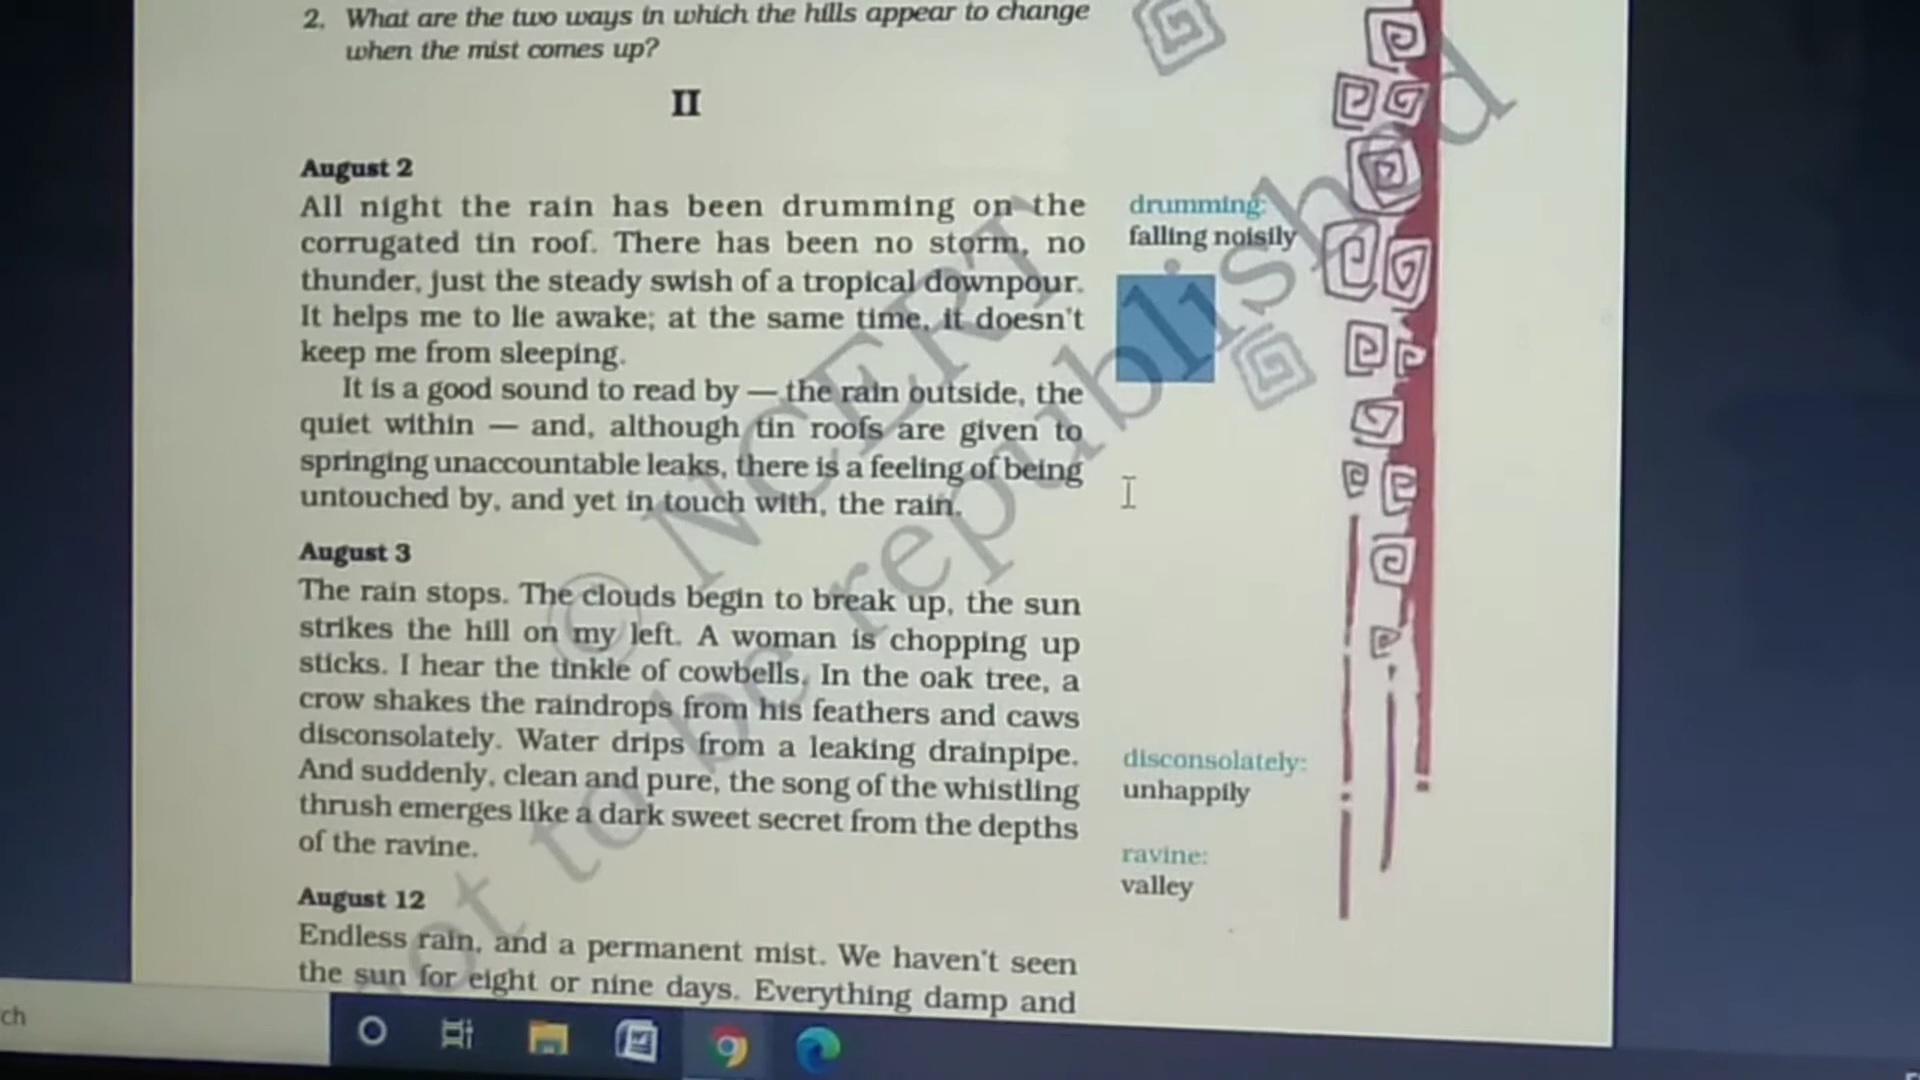 2. What are the two ways in which the hills appear to change
when the mist comes up?
II
August 2
All night the rain has been drumming on the
corrugated tin roof. There has been no storm, no
thunder, just the steady swish of a tropical downpour.
It helps me to lie awake; at the same time, it doesn't
keep me from sleeping.
It is a good sound to read by — the rain outside, the
quiet within — and, although tin roofs are given to
springing unaccountable leaks, there is a feeling of being
untouched by, and yet in touch with, the rain.
drumming:
falling noisily
August 3
The rain stops. The clouds begin to break up, the sun
strikes the hill on my left. A woman is chopping up
sticks. I hear the tinkle of cowbells. In the oak tree, a
crow shakes the raindrops from his feathers and caws
disconsolately. Water drips from a leaking drainpipe.
And suddenly, clean and pure, the song of the whistling
thrush emerges like a dark sweet secret from the depths
of the ravine.
disconsolately:
unhappily
ravine:
valley
August 12
Endless rain, and a permanent mist. We haven't seen
the sun for eight or nine days. Everything damp and
© NCERT
not to be republished
ch